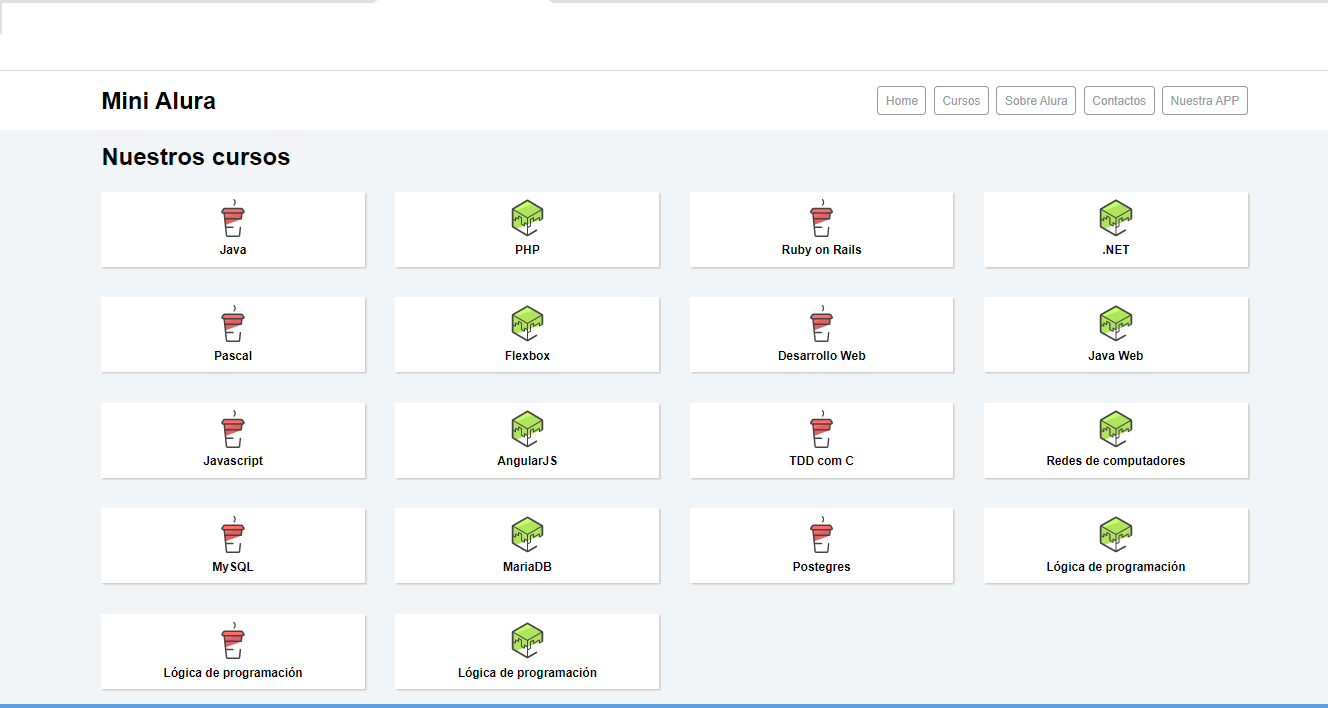 Mini Alura
Home Cursos Sobre Alura Contactos Nuestra APP
Nuestros cursos
Java PHP Ruby on Rails .NET
Pascal Flexbox Desarrollo Web Java Web
Javascript AngularJS TDD com C Redes de computadores
MySQL MariaDB Postegres Lógica de programación
Lógica de programación Lógica de programación